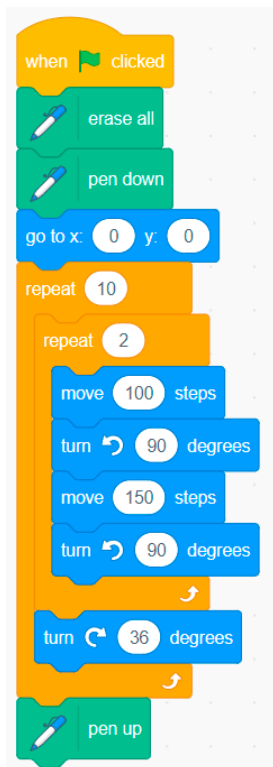 when clicked
erase all
pen down
go to x: 0 y: 0
repeat 10
repeat 2
move 100 steps
turn 90 degrees
move 150 steps
turn 90 degrees
turn 36 degrees
pen up